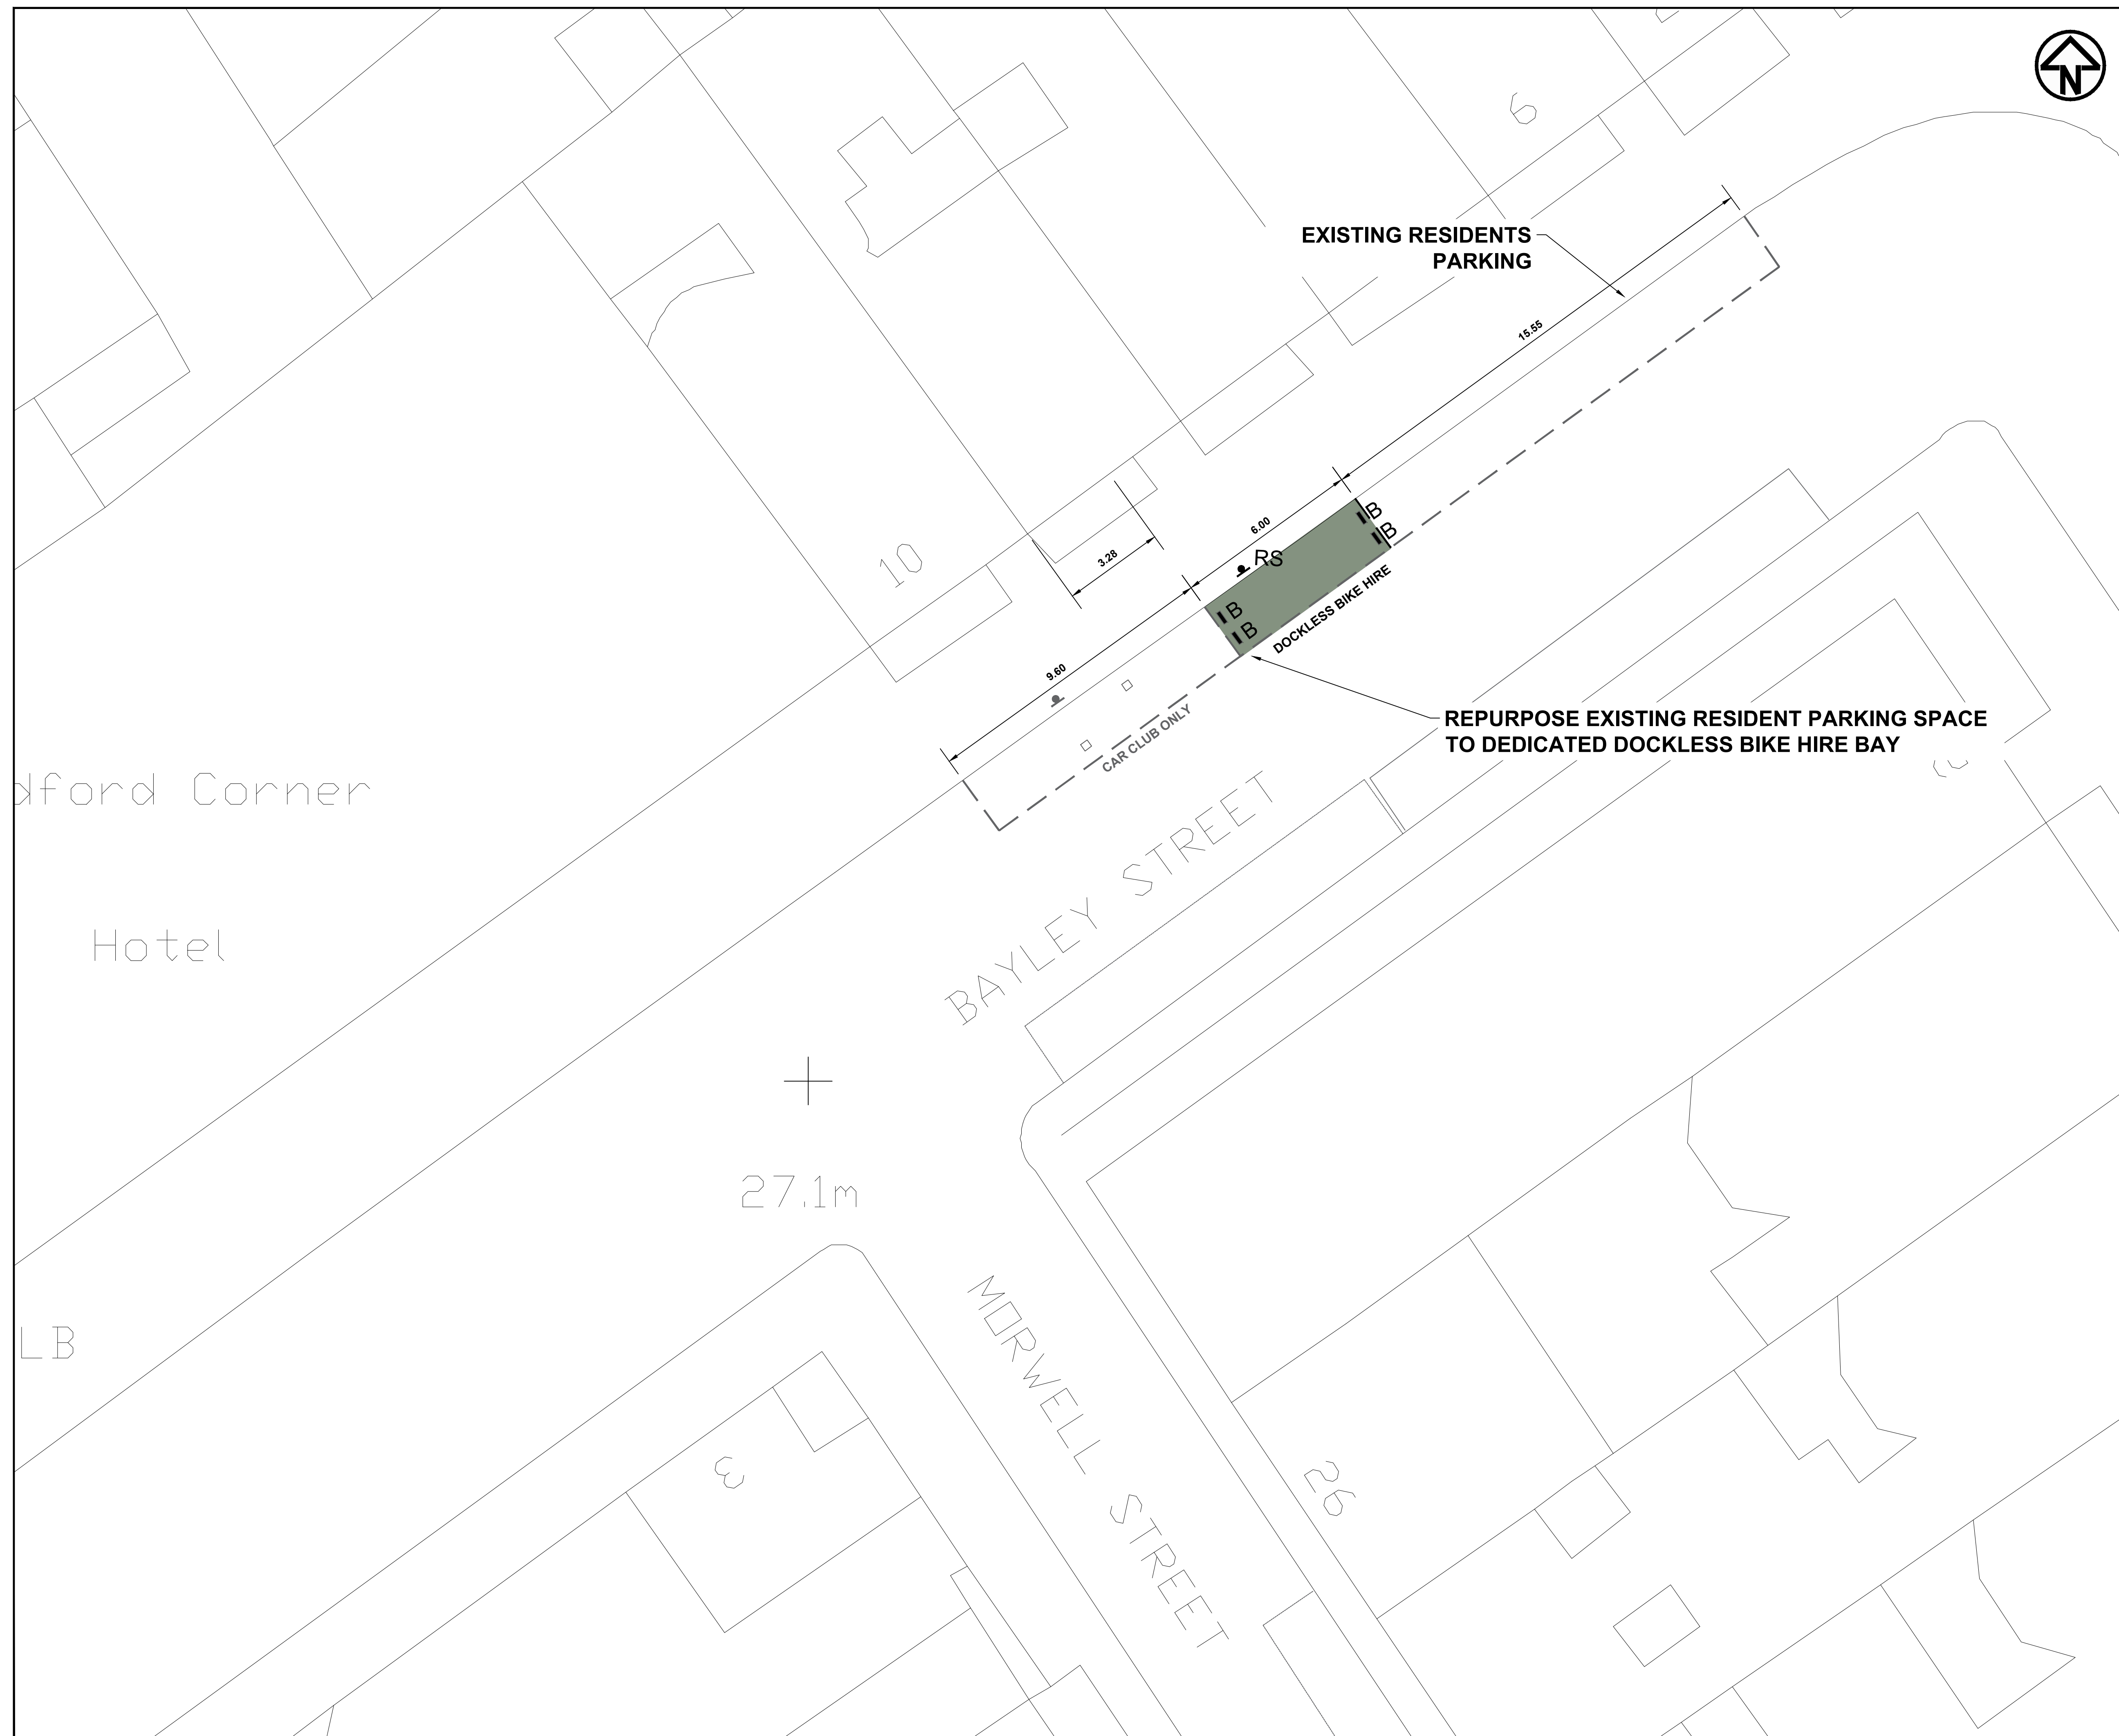 N
6
EXISTING RESIDENTS
PARKING
15.55
B
B
6.00
RS
3.28
10
B
B
DOCKLESS BIKE HIRE
9.60
CAR CLUB ONLY
REPURPOSE EXISTING RESIDENT PARKING SPACE
TO DEDICATED DOCKLESS BIKE HIRE BAY
dford Corner
Hotel
BAYLEY STREET
27.1m
LB
MORWELL STREET
3
26